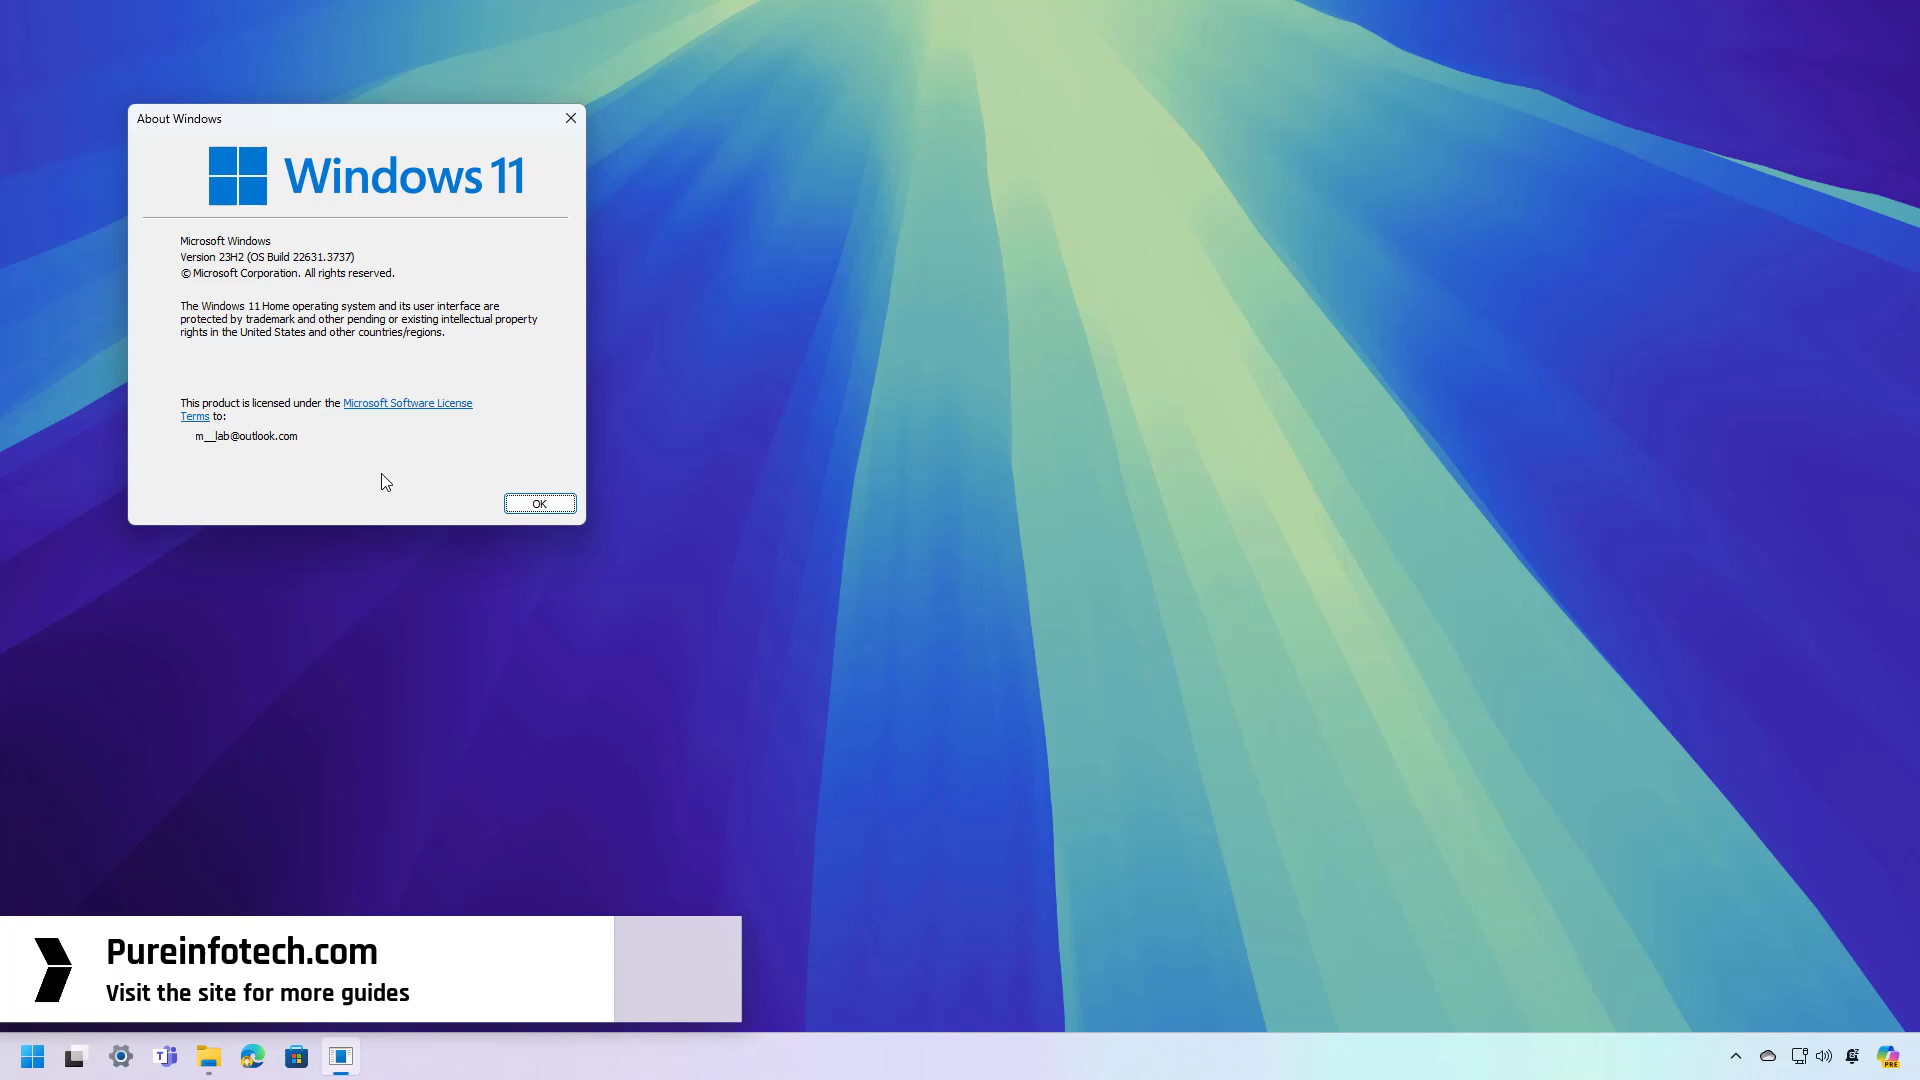 About Windows
Windows 11
Microsoft Windows
Version 23H2 (OS Build 22631.3737)
© Microsoft Corporation. All rights reserved.
The Windows 11 Home operating system and its user interface are
protected by trademark and other pending or existing intellectual property
rights in the United States and other countries/regions.
This product is licensed under the Microsoft Software License
Terms to:
m__lab@outlook.com
OK
Pureinfotech.com
Visit the site for more guides
PRE